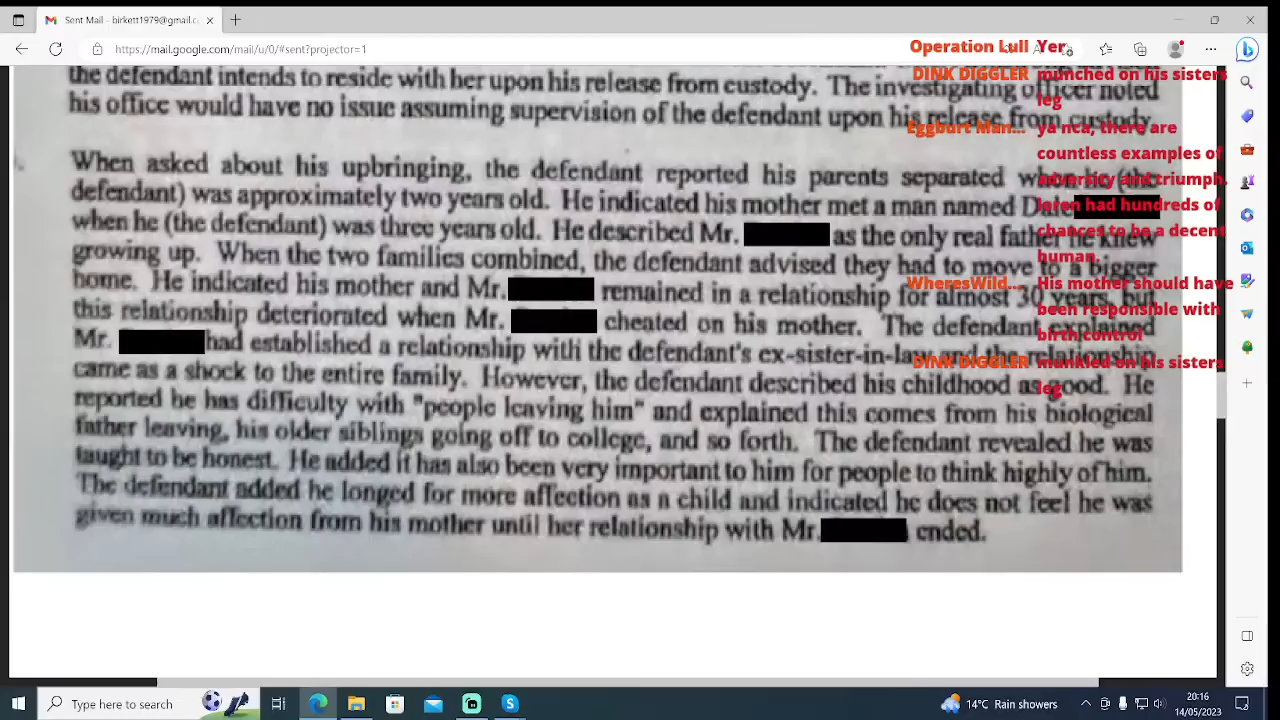 Sent Mail - birkett1979@gmail.c
https://mail.google.com/mail/u/0/#sent?projector=1
the defendant intends to reside with her upon his release from custody. The investigating officer noted
his office would have no issue assuming supervision of the defendant upon his release from custody
When asked about his upbringing, the defendant reported his parents separated
defendant) was approximately two years old. He indicated his mother met a man named
when he (the defendant) was three years old. He described Mr. as the only real father he knew
growing up. When the two families combined, the defendant advised they had to move to a bigger
home. He indicated his mother and Mr. remained in a relationship for almost 30 years, but
this relationship deteriorated when Mr. cheated on his mother. The defendant explained
Mr. had established a relationship with the defendant's ex-sister-in-law
came as a shock to the entire family. However, the defendant described his childhood as good. He
reported he has difficulty with "people leaving him" and explained this comes from his biological
father leaving, his older siblings going off to college, and so forth. The defendant revealed he was
taught to be honest. He added it has also been very important to him for people to think highly of him.
The defendant added he longed for more affection as a child and indicated he does not feel he was
given much affection from his mother until her relationship with Mr. ended.
Operation Lull Yer
DINK DIGGLER munched on his sisters
leg
Eggburt Man... ya nca, there are
countless examples of
adversity and triumph.
loren had hundreds of
chances to be a decent
human.
WheresWild... His mother should have
been responsible with
birth control
DINK DIGGLER munkled on his sisters
leg
Type here to search
14°C Rain showers
20:16
14/05/2023